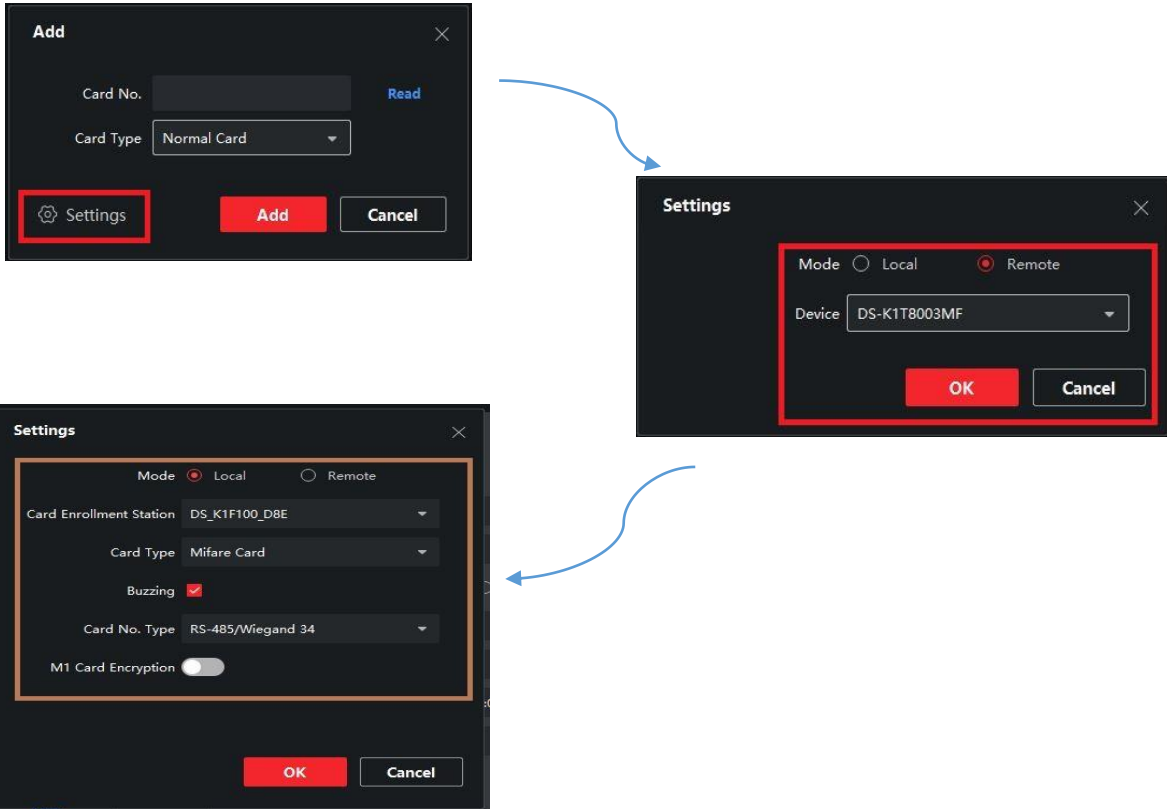 Add
Card No. Read
Card Type Normal Card
Settings Add Cancel
Settings
Mode Local Remote
Device DS-K1T8003MF
OK Cancel
Settings
Mode Local Remote
Card Enrollment Station DS_K1F100_D8E
Card Type Mifare Card
Buzzing
Card No. Type RS-485/Wiegand 34
M1 Card Encryption
OK Cancel